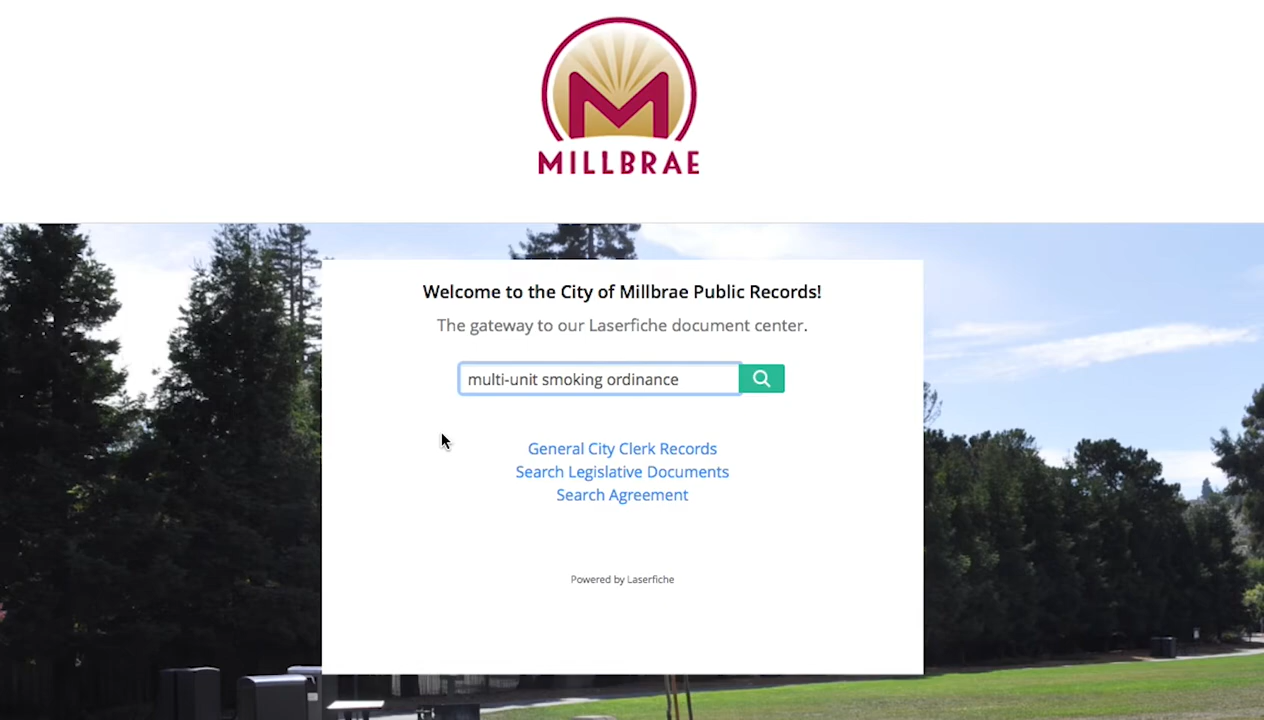 MILLBRAE
Welcome to the City of Millbrae Public Records!
The gateway to our Laserfiche document center.
multi-unit smoking ordinance
General City Clerk Records
Search Legislative Documents
Search Agreement
Powered by Laserfiche